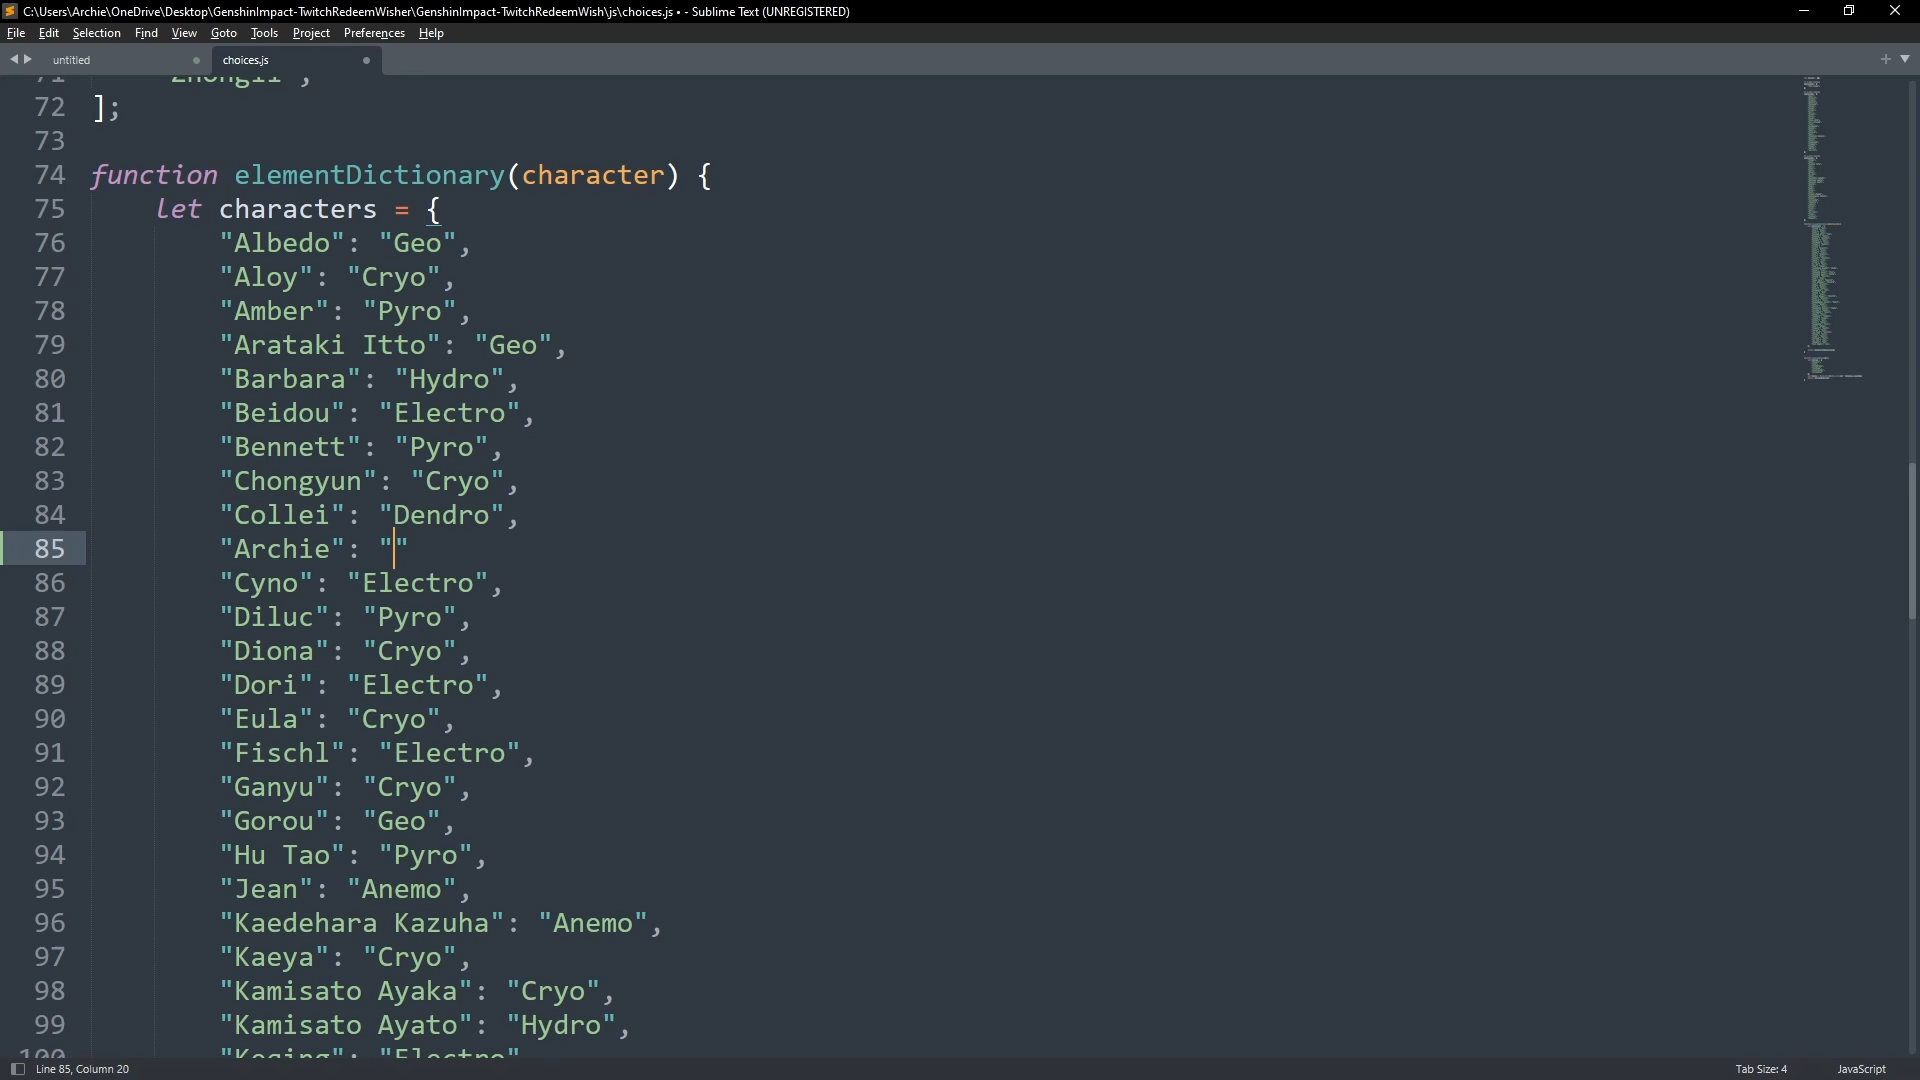 C:\Users\Archie\OneDrive\Desktop\GenshinImpact-TwitchRedeemWisher\GenshinImpact-TwitchRedeemWish\js\choices.js • - Sublime Text (UNREGISTERED)
File Edit Selection Find View Goto Tools Project Preferences Help
untitled choices.js
71 "Zhongli",
72 ];
73
74 function elementDictionary(character) {
75 let characters = {
76 "Albedo": "Geo",
77 "Aloy": "Cryo",
78 "Amber": "Pyro",
79 "Arataki Itto": "Geo",
80 "Barbara": "Hydro",
81 "Beidou": "Electro",
82 "Bennett": "Pyro",
83 "Chongyun": "Cryo",
84 "Collei": "Dendro",
85 "Archie": ""
86 "Cyno": "Electro",
87 "Diluc": "Pyro",
88 "Diona": "Cryo",
89 "Dori": "Electro",
90 "Eula": "Cryo",
91 "Fischl": "Electro",
92 "Ganyu": "Cryo",
93 "Gorou": "Geo",
94 "Hu Tao": "Pyro",
95 "Jean": "Anemo",
96 "Kaedehara Kazuha": "Anemo",
97 "Kaeya": "Cryo",
98 "Kamisato Ayaka": "Cryo",
99 "Kamisato Ayato": "Hydro",
100 "Keqing": "Electro"
Line 85, Column 20 Tab Size: 4 JavaScript